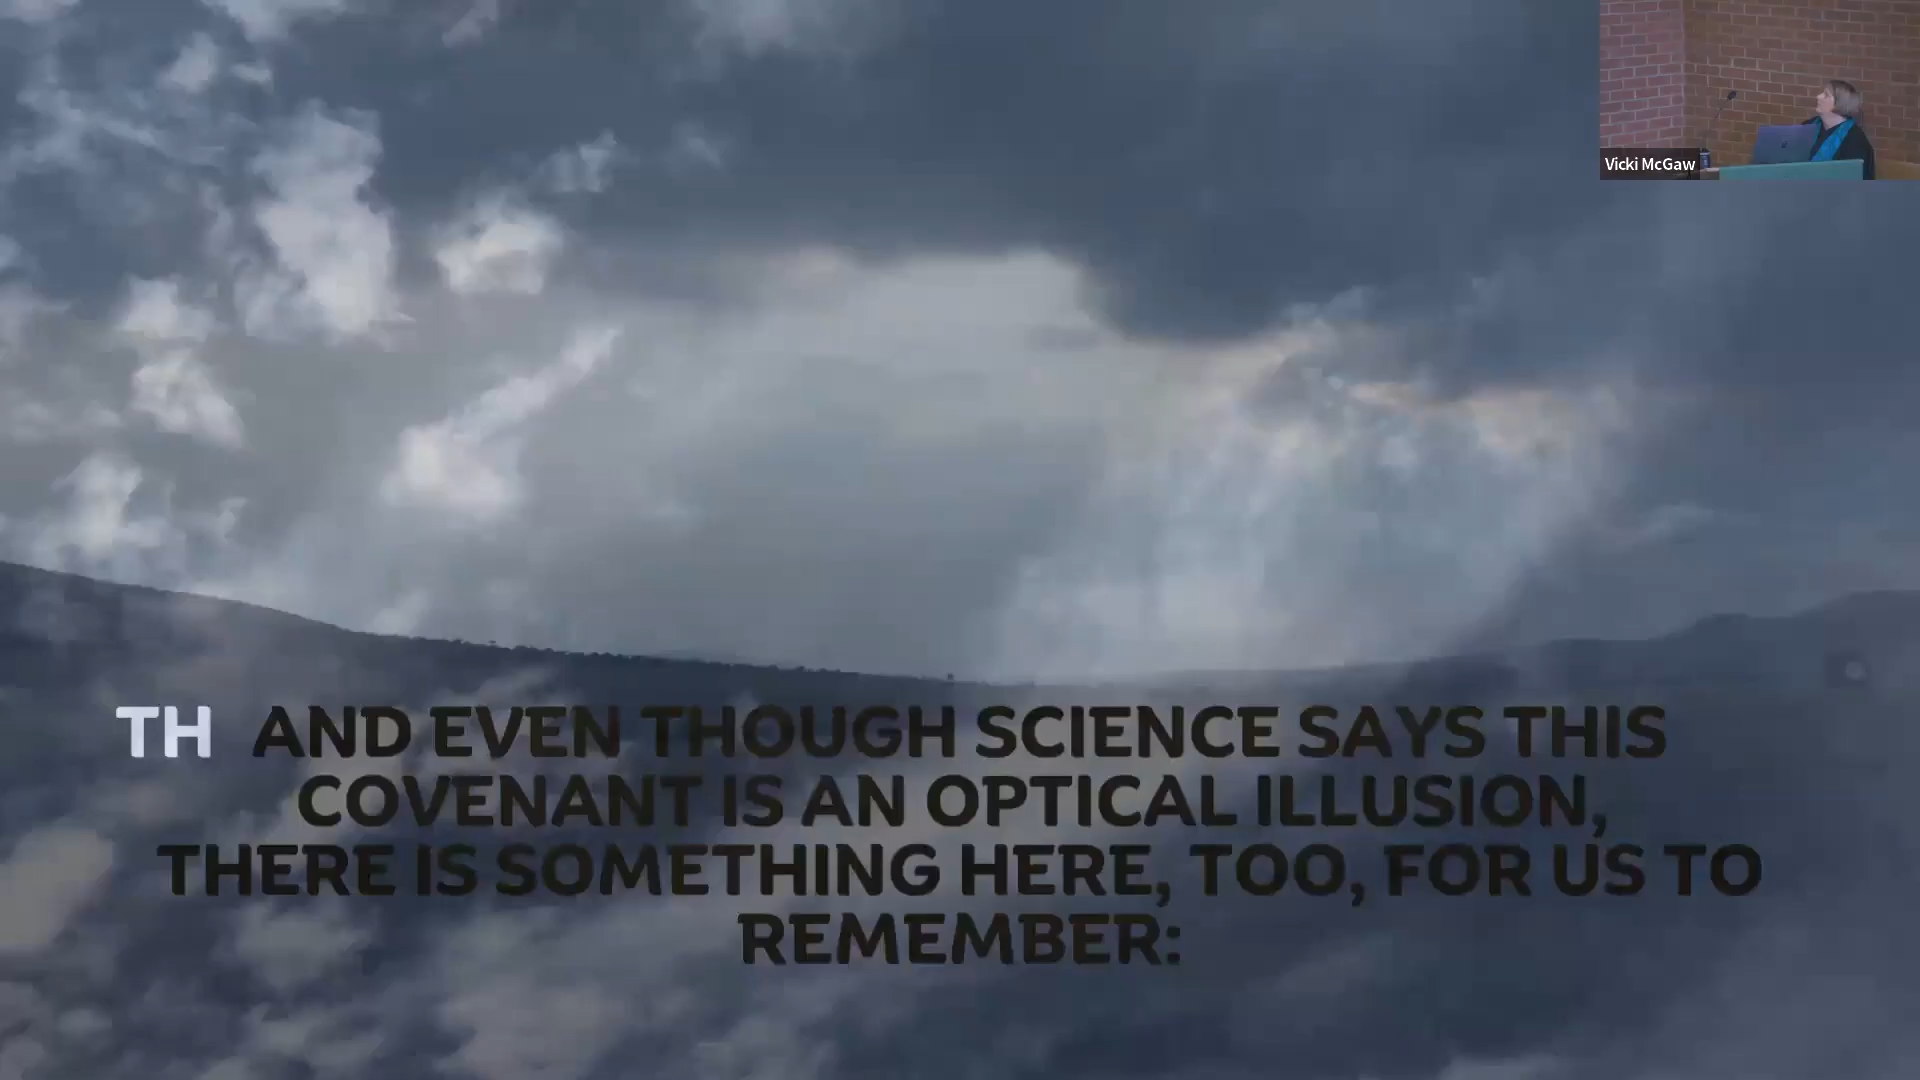 Vicki McGaw
TH AND EVEN THOUGH SCIENCE SAYS THIS
COVENANT IS AN OPTICAL ILLUSION,
THERE IS SOMETHING HERE, TOO, FOR US TO
REMEMBER: